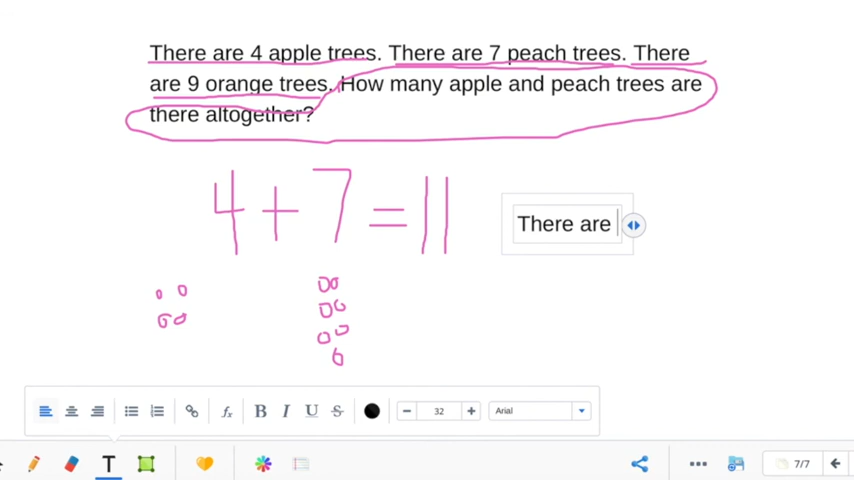 There are 4 apple trees. There are 7 peach trees. There
are 9 orange trees. How many apple and peach trees are
there altogether?
4 + 7 = 11
There are
fx B I U S − 32 + Arial
T 7/7